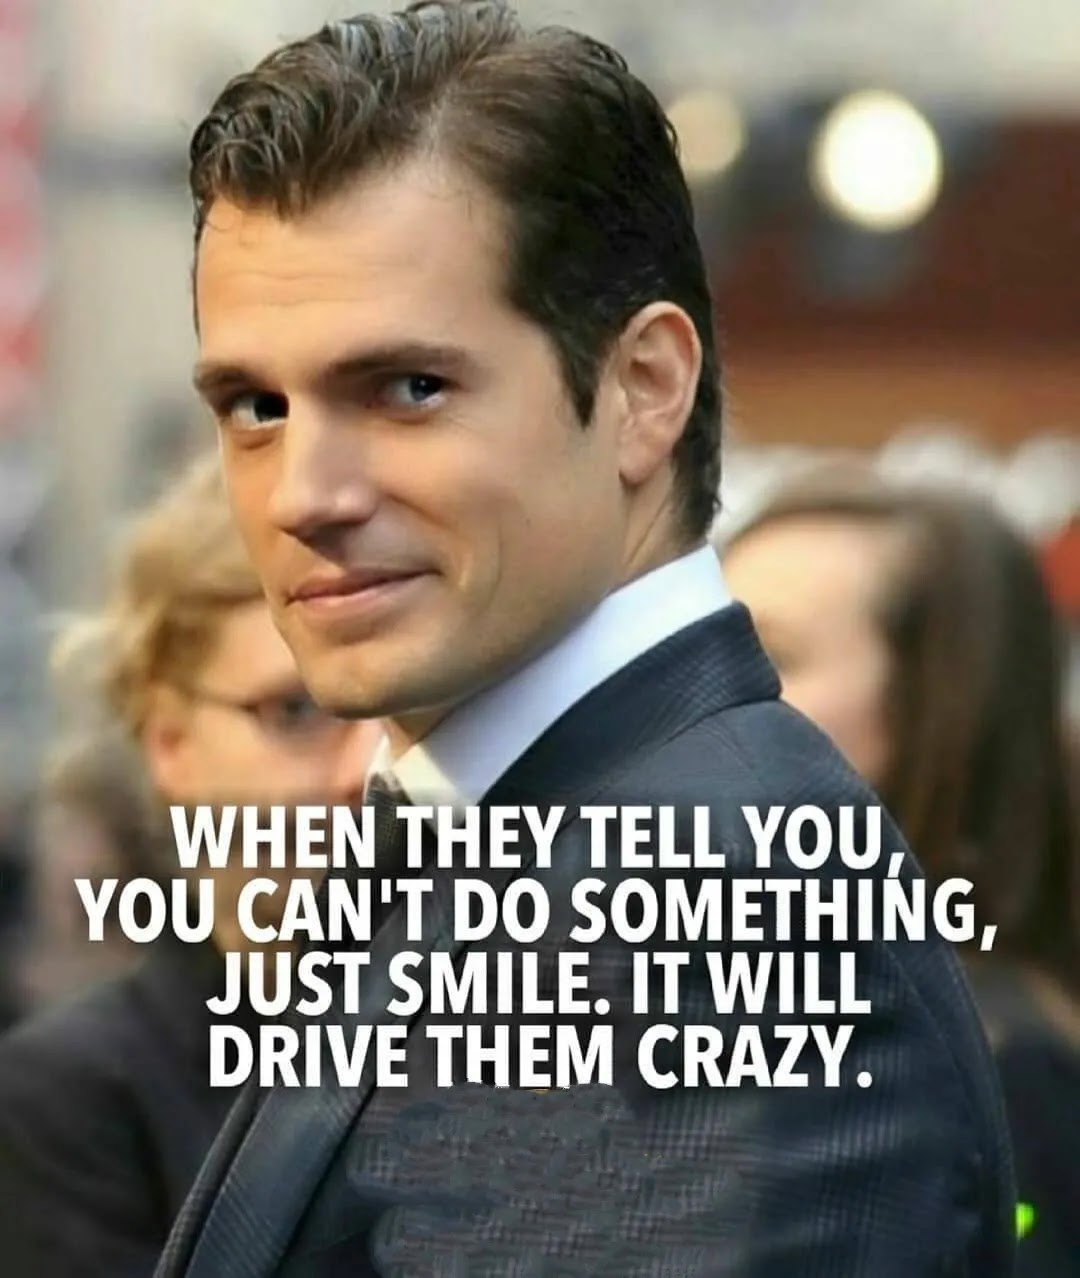 WHEN THEY TELL YOU,
YOU CAN'T DO SOMETHING,
JUST SMILE. IT WILL
DRIVE THEM CRAZY.